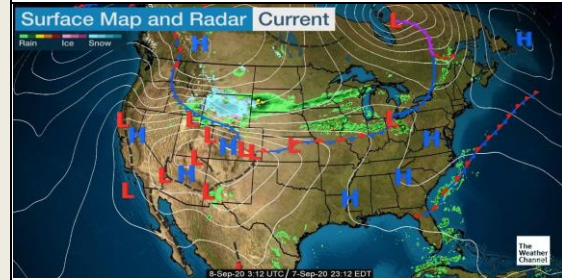 Surface Map and Radar Current
Rain Ice Snow
L
H
H
L
L
H
L
L
H
L
L
L
L
H
L
H
L
H
H
L
The
Weather
Channel
8-Sep-20 3:12 UTC / 7-Sep-20 23:12 EDT